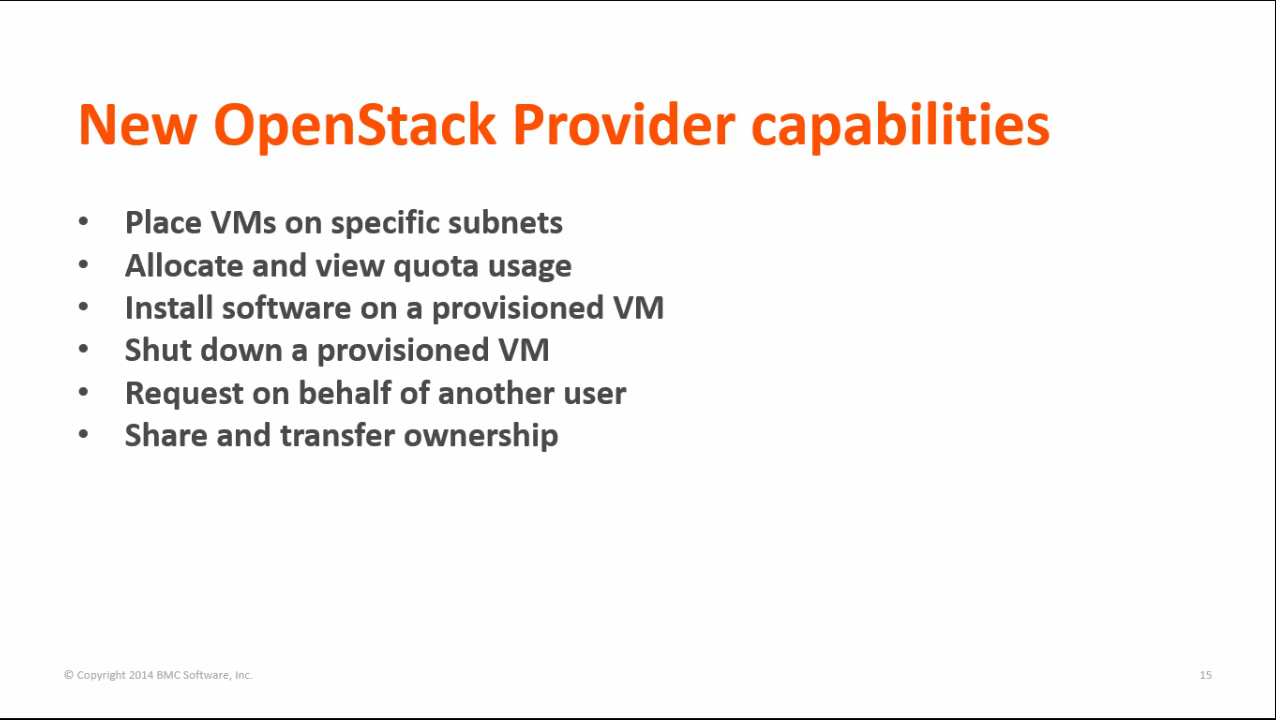 New OpenStack Provider capabilities
• Place VMs on specific subnets
• Allocate and view quota usage
• Install software on a provisioned VM
• Shut down a provisioned VM
• Request on behalf of another user
• Share and transfer ownership
© Copyright 2014 BMC Software, Inc.
15